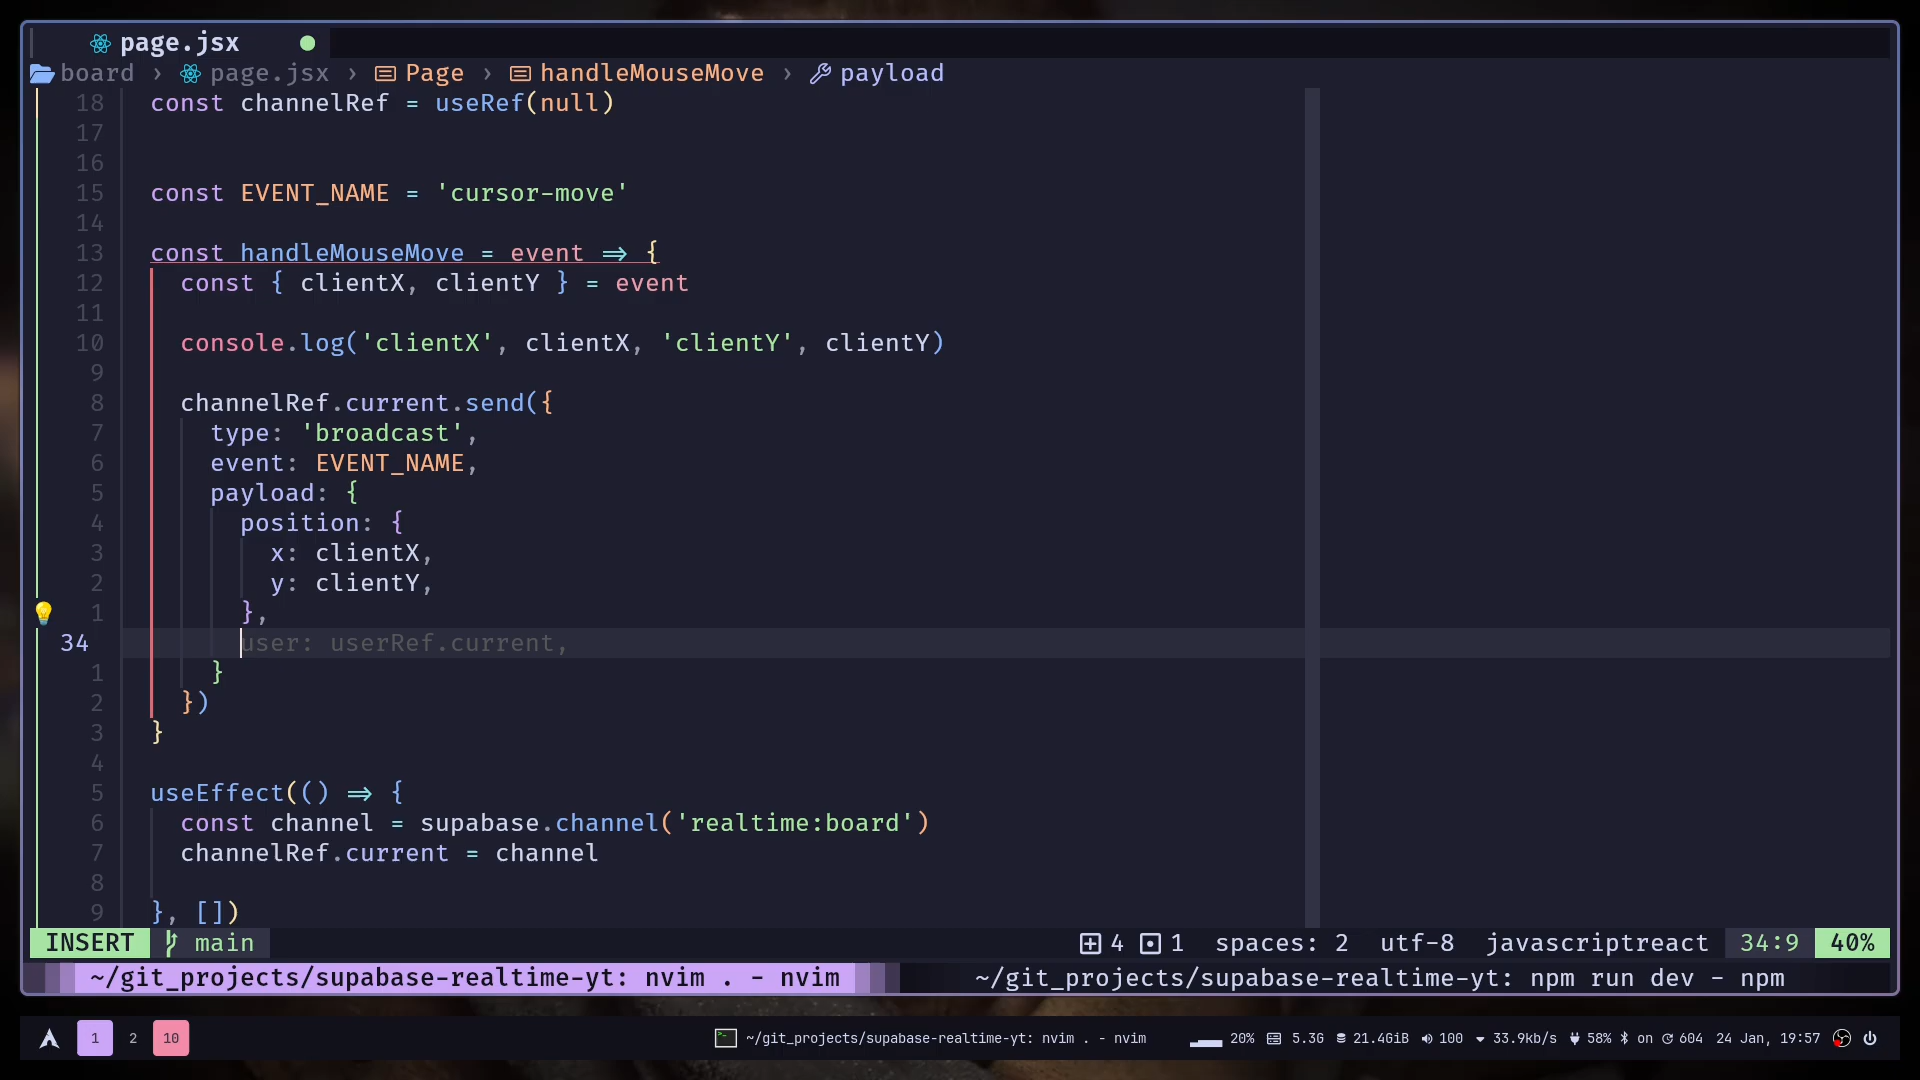 page.jsx
board › page.jsx › Page › handleMouseMove › payload
18 const channelRef = useRef(null)
17
16
15 const EVENT_NAME = 'cursor-move'
14
13 const handleMouseMove = event => {
12 const { clientX, clientY } = event
11
10 console.log('clientX', clientX, 'clientY', clientY)
9
8 channelRef.current.send({
7 type: 'broadcast',
6 event: EVENT_NAME,
5 payload: {
4 position: {
3 x: clientX,
2 y: clientY,
1 },
34 user: userRef.current,
1 }
2 })
3 }
4
5 useEffect(() => {
6 const channel = supabase.channel('realtime:board')
7 channelRef.current = channel
8
9 }, [])
INSERT main 4 1 spaces: 2 utf-8 javascriptreact 34:9 40%
~/git_projects/supabase-realtime-yt: nvim . - nvim ~/git_projects/supabase-realtime-yt: npm run dev - npm
1 2 10 ~/git_projects/supabase-realtime-yt: nvim . - nvim 20% 5.3G 21.4GiB 100 33.9kb/s 58% on 604 24 Jan, 19:57